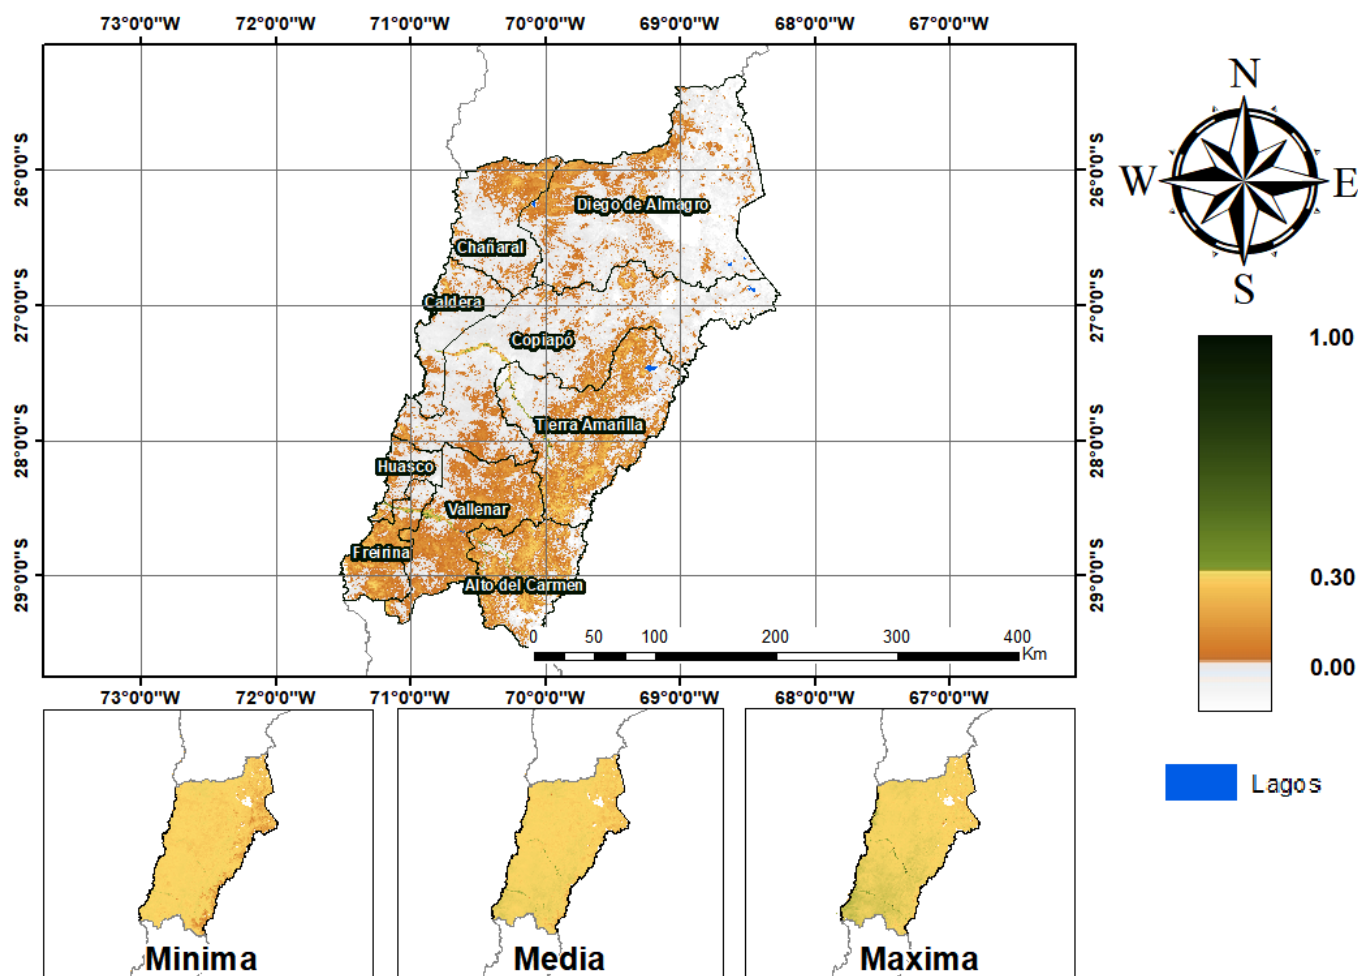 73°0'0"W 72°0'0"W 71°0'0"W 70°0'0"W 69°0'0"W 68°0'0"W 67°0'0"W
N
W E
S
26°0'0"S 26°0'0"S
Diego de Almagro
Chañaral
27°0'0"S 27°0'0"S
Caldera
Copiapó
1.00
Tierra Amarilla
28°0'0"S 28°0'0"S
Huasco
Vallenar
Freirina
29°0'0"S 29°0'0"S
Alto del Carmen
0.30
0 50 100 200 300 400
Km
0.00
73°0'0"W 72°0'0"W 71°0'0"W 70°0'0"W 69°0'0"W 68°0'0"W 67°0'0"W
Lagos
Minima Media Maxima